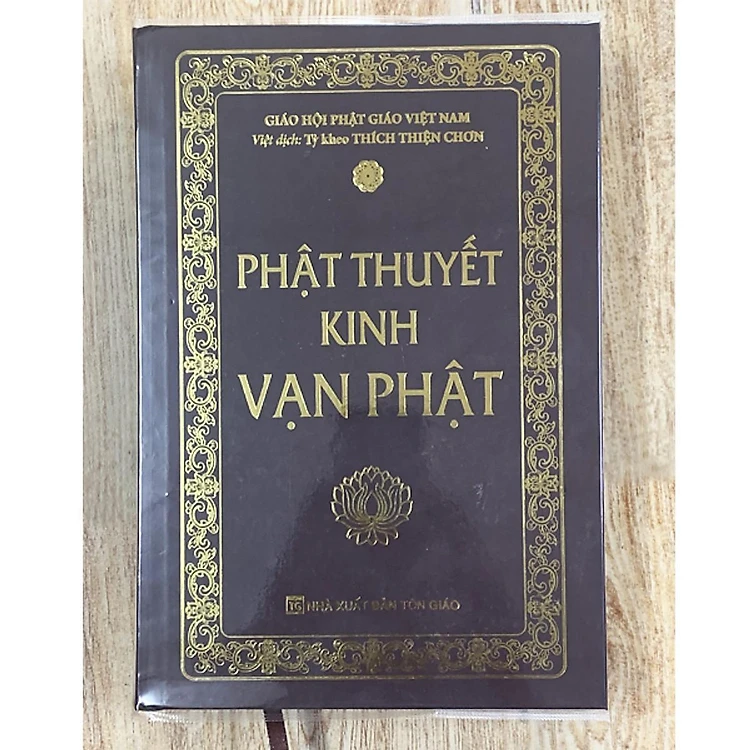 GIÁO HỘI PHẬT GIÁO VIỆT NAM
Việt dịch: Tỳ kheo THÍCH THIỆN CHƠN
PHẬT THUYẾT
KINH
VẠN PHẬT
TG NHÀ XUẤT BẢN TÔN GIÁO